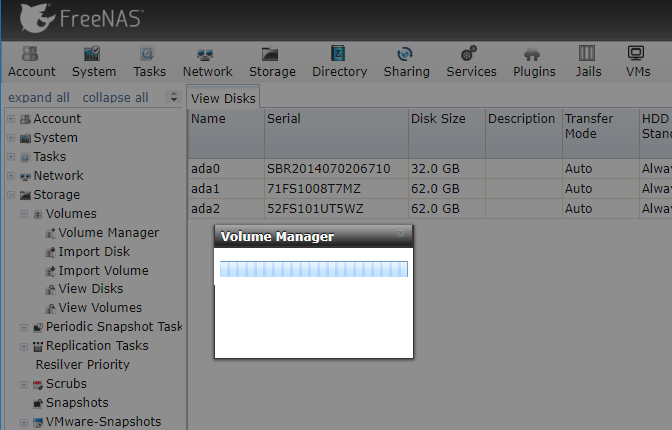 FreeNAS
Account System Tasks Network Storage Directory Sharing Services Plugins Jails VMs
expand all collapse all
View Disks
Account
System
Tasks
Network
Storage
Volumes
Volume Manager
Import Disk
Import Volume
View Disks
View Volumes
Periodic Snapshot Task
Replication Tasks
Resilver Priority
Scrubs
Snapshots
VMware-Snapshots
Name Serial Disk Size Description Transfer Mode HDD Stan
ada0 SBR2014070206710 32.0 GB Auto Alwa
ada1 71FS1008T7MZ 62.0 GB Auto Alwa
ada2 52FS101UT5WZ 62.0 GB Auto Alwa
Volume Manager